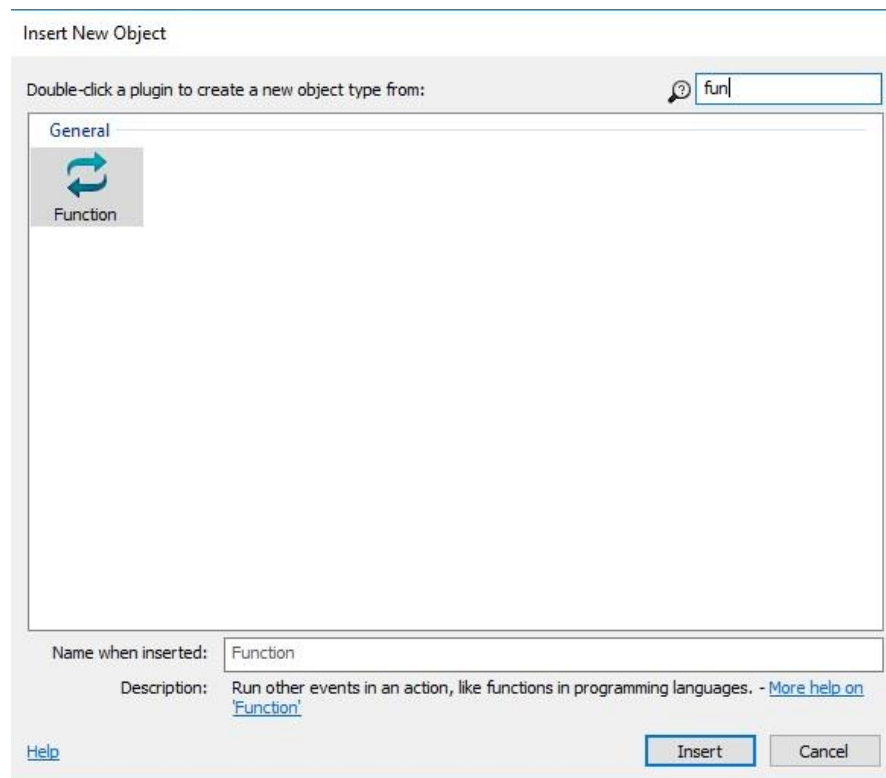 Insert New Object
Double-click a plugin to create a new object type from:
fun
General
Function
Name when inserted:
Function
Description:
Run other events in an action, like functions in programming languages. - More help on
'Function'
Help
Insert
Cancel